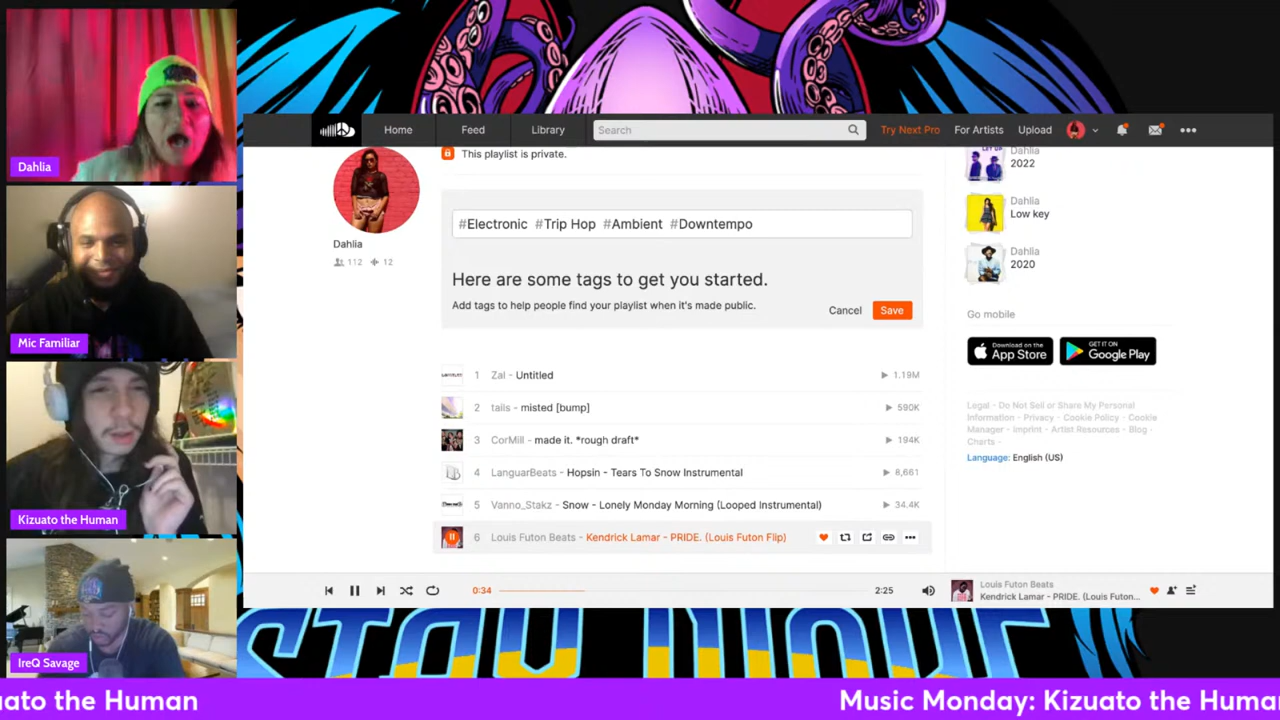 Dahlia
Mic Familiar
Kizuato the Human
IreQ Savage
Home
Feed
Library
Search
Try Next Pro
For Artists
Upload
This playlist is private.
Dahlia
112
12
#Electronic #Trip Hop #Ambient #Downtempo
Here are some tags to get you started.
Add tags to help people find your playlist when it's made public.
Cancel
Save
1 Zal - Untitled 1.19M
2 tails - misted [bump] 590K
3 CorMill - made it. *rough draft* 194K
4 LanguarBeats - Hopsin - Tears To Snow Instrumental 8,661
5 Vanno_Stakz - Snow - Lonely Monday Morning (Looped Instrumental) 34.4K
6 Louis Futon Beats - Kendrick Lamar - PRIDE. (Louis Futon Flip)
Dahlia
2022
Dahlia
Low key
Dahlia
2020
Go mobile
Download on the
App Store
GET IT ON
Google Play
Legal - Do Not Sell or Share My Personal
Information - Privacy - Cookie Policy - Cookie
Manager - Imprint - Artist Resources - Blog -
Charts -
Language: English (US)
0:34
2:25
Louis Futon Beats
Kendrick Lamar - PRIDE. (Louis Futon...
uato the Human
Music Monday: Kizuato the Human